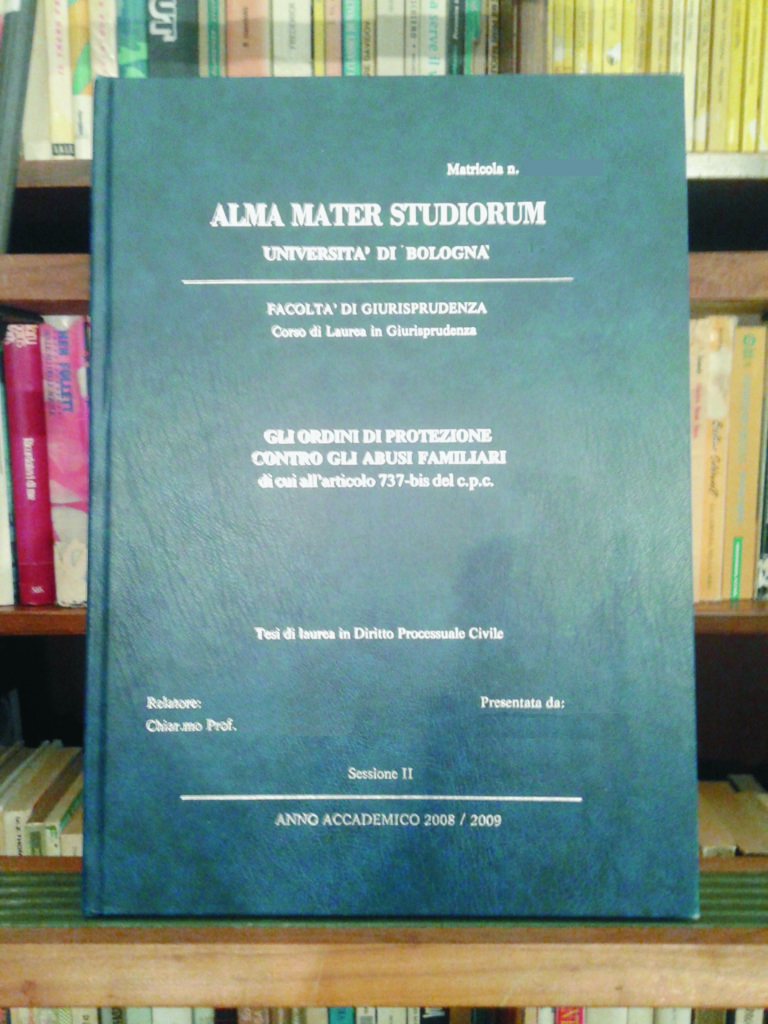 Matricola n.
ALMA MATER STUDIORUM
UNIVERSITA' DI BOLOGNA
FACOLTA' DI GIURISPRUDENZA
Corso di Laurea in Giurisprudenza
GLI ORDINI DI PROTEZIONE
CONTRO GLI ABUSI FAMILIARI
di cui all'articolo 737-bis del c.p.c.
Tesi di laurea in Diritto Processuale Civile
Relatore:
Presentata da:
Chiar.mo Prof.
Sessione II
ANNO ACCADEMICO 2008 / 2009
KEN FOLLETT